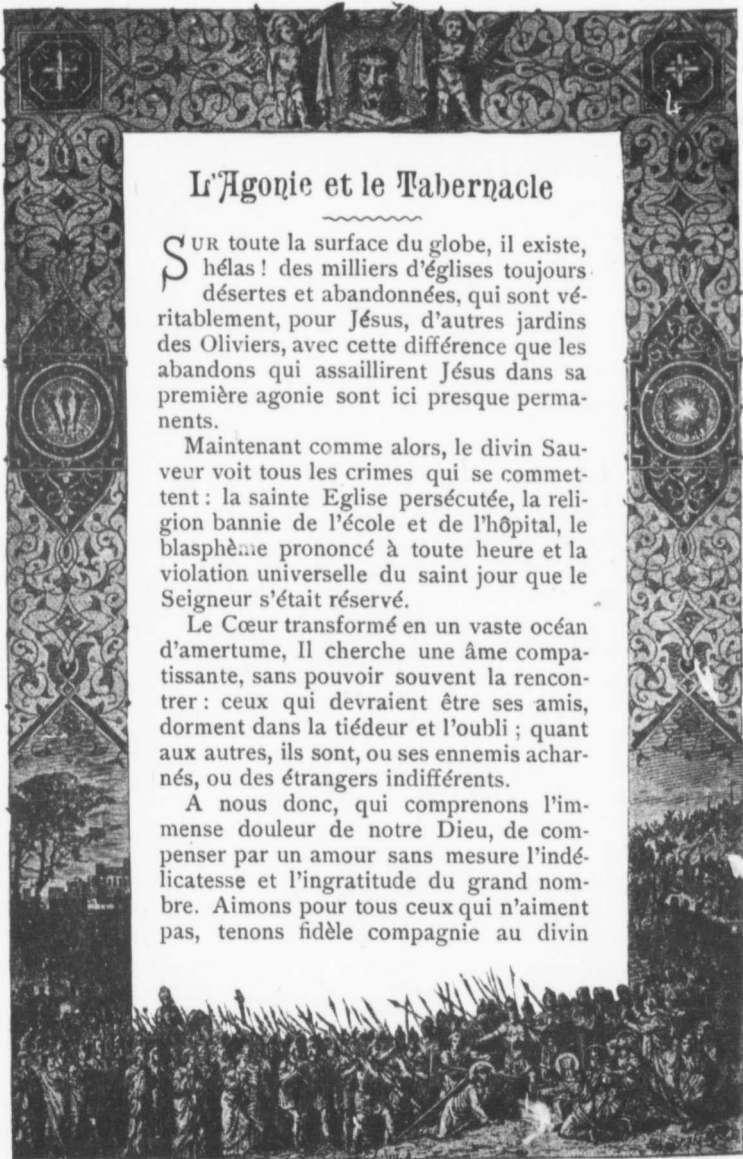 L'Agonie et le Tabernacle
SUR toute la surface du globe, il existe,
hélas ! des milliers d'églises toujours
désertes et abandonnées, qui sont vé-
ritablement, pour Jésus, d'autres jardins
des Oliviers, avec cette différence que les
abandons qui assaillirent Jésus dans sa
première agonie sont ici presque perma-
nents.
Maintenant comme alors, le divin Sau-
veur voit tous les crimes qui se commet-
tent : la sainte Eglise persécutée, la reli-
gion bannie de l'école et de l'hôpital, le
blasphème prononcé à toute heure et la
violation universelle du saint jour que le
Seigneur s'était réservé.
Le Cœur transformé en un vaste océan
d'amertume, Il cherche une âme compa-
tissante, sans pouvoir souvent la rencon-
trer : ceux qui devraient être ses amis,
dorment dans la tiédeur et l'oubli ; quant
aux autres, ils sont, ou ses ennemis achar-
nés, ou des étrangers indifférents.
A nous donc, qui comprenons l'im-
mense douleur de notre Dieu, de com-
penser par un amour sans mesure l'indé-
licatesse et l'ingratitude du grand nom-
bre. Aimons pour tous ceux qui n'aiment
pas, tenons fidèle compagnie au divin